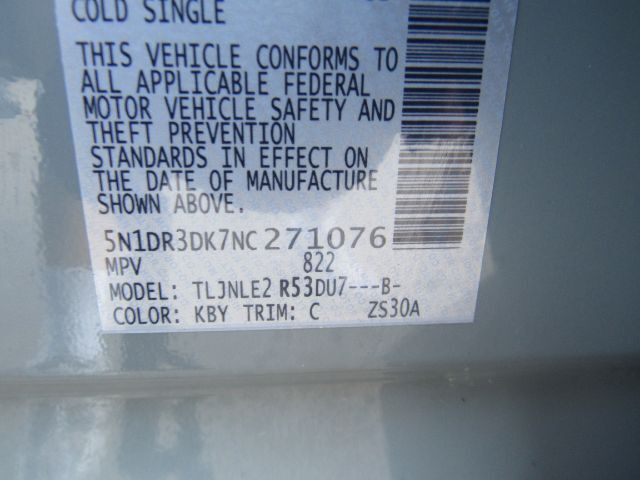 COLD SINGLE
THIS VEHICLE CONFORMS TO
ALL APPLICABLE FEDERAL
MOTOR VEHICLE SAFETY AND
THEFT PREVENTION
STANDARDS IN EFFECT ON
THE DATE OF MANUFACTURE
SHOWN ABOVE.
5N1DR3DK7NC271076
MPV 822
MODEL: TLJNLE2 R53DU7---B-
COLOR: KBY TRIM: C ZS30A